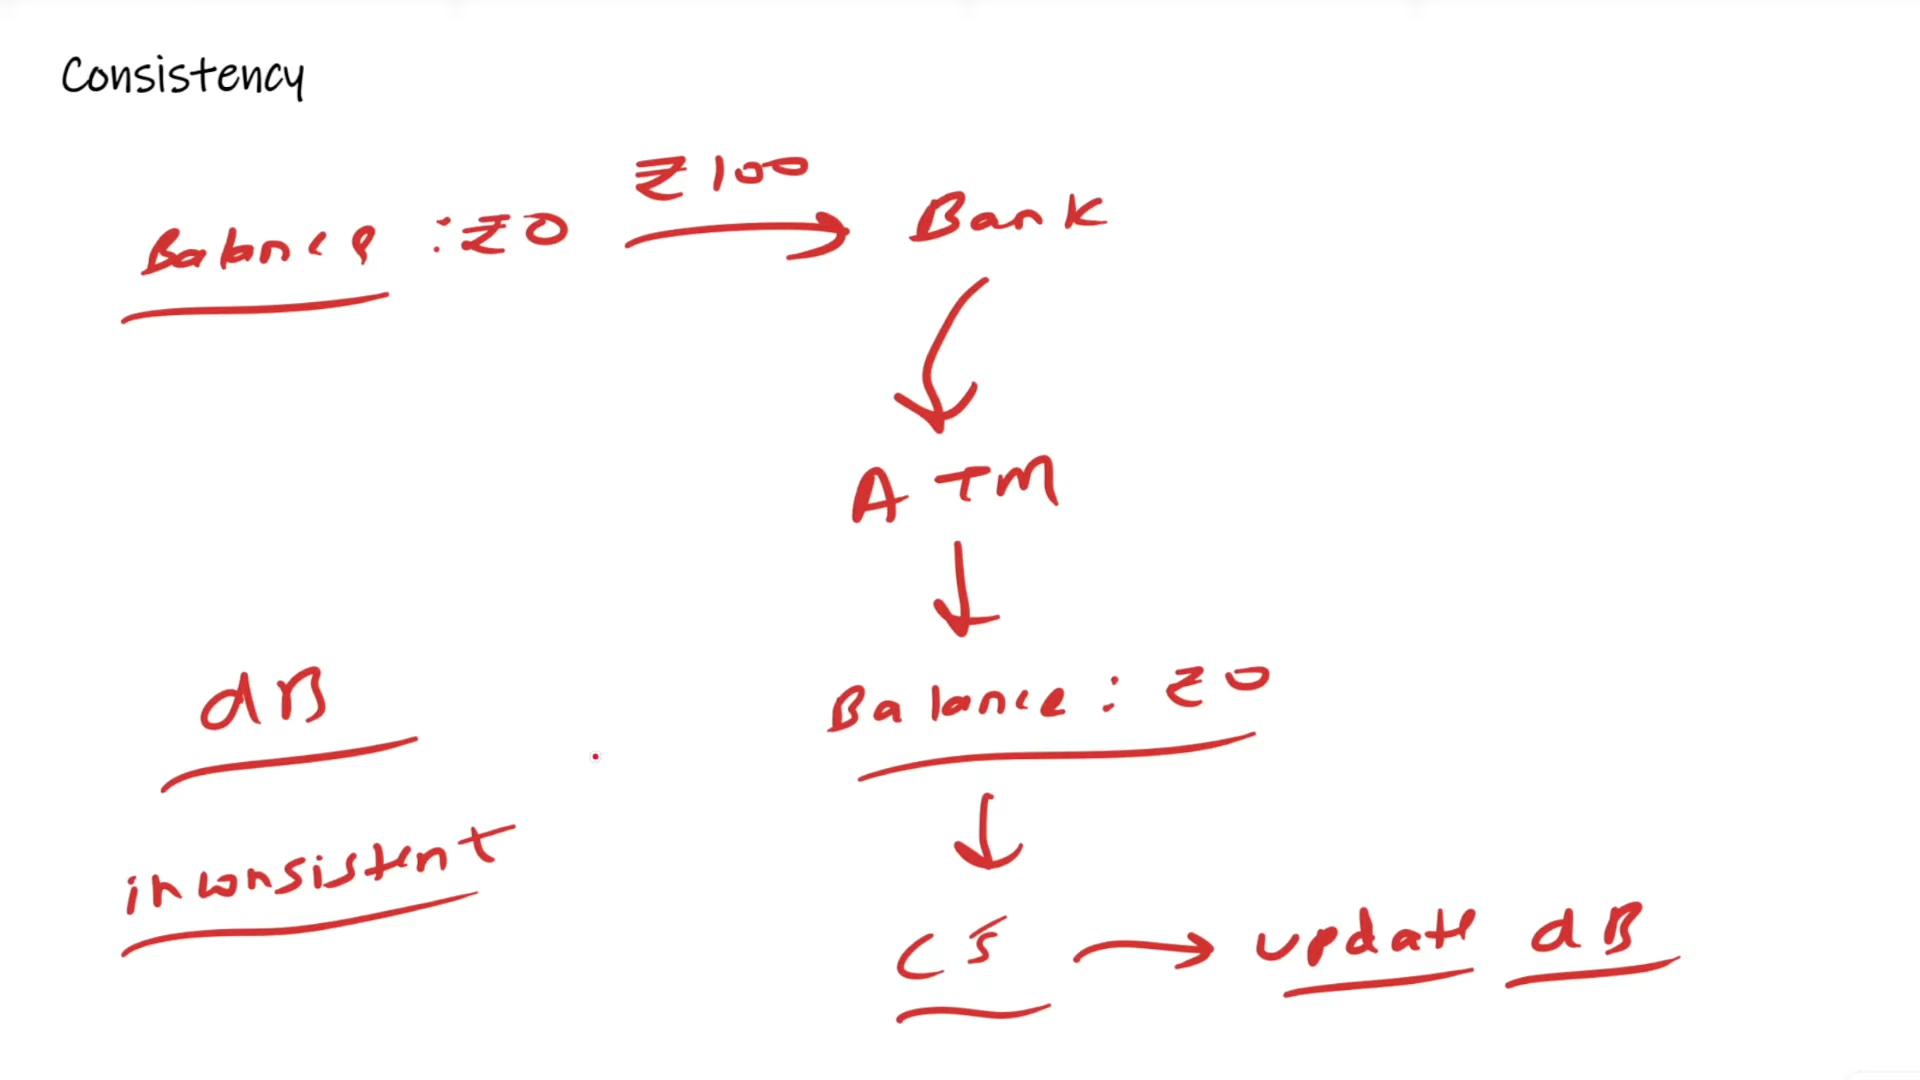 Consistency
₹100
Balance : ₹0 Bank
ATM
dB Balance : ₹0
inconsistent
CS update dB